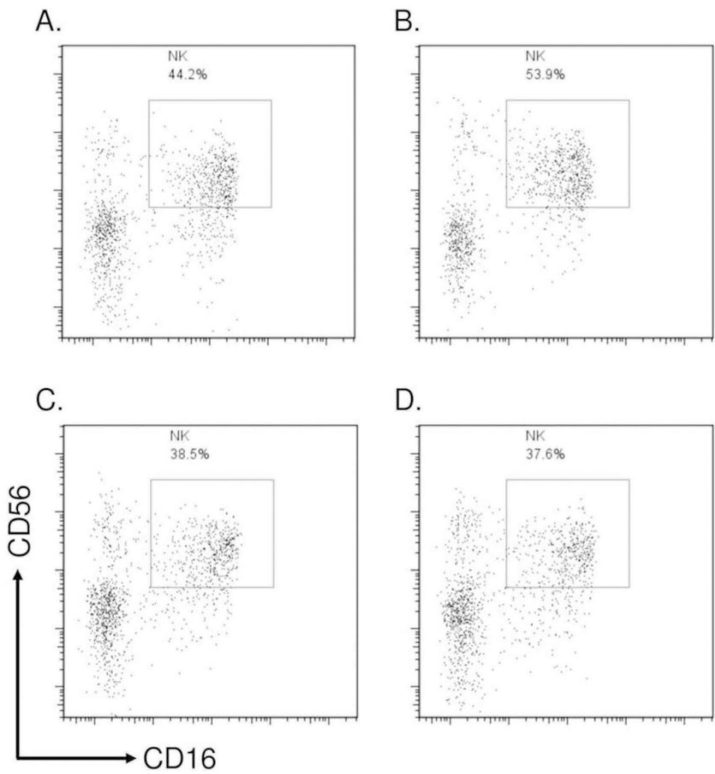 A.
B.
NK
44.2%
NK
53.9%
C.
D.
NK
38.5%
NK
37.6%
CD56
CD16